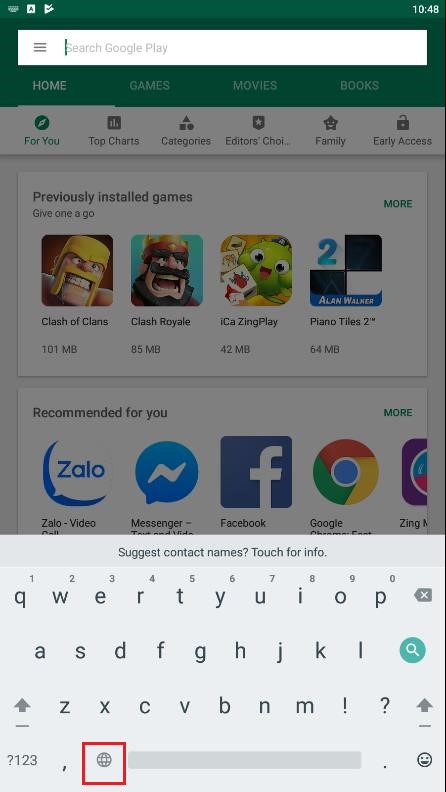 10:48
Search Google Play
HOME GAMES MOVIES BOOKS
For You Top Charts Categories Editors' Choi... Family Early Access
Previously installed games
Give one a go
MORE
2
ALAN WALKER
Clash of Clans Clash Royale iCa ZingPlay Piano Tiles 2™
101 MB 85 MB 42 MB 64 MB
Recommended for you
MORE
Zalo
Zalo - Video Messenger – Facebook Google Zing M
Call Text and Video Chrome: Fast
Suggest contact names? Touch for info.
1 2 3 4 5 6 7 8 9 0
q w e r t y u i o p
a s d f g h j k l
z x c v b n m ! ?
?123 , .